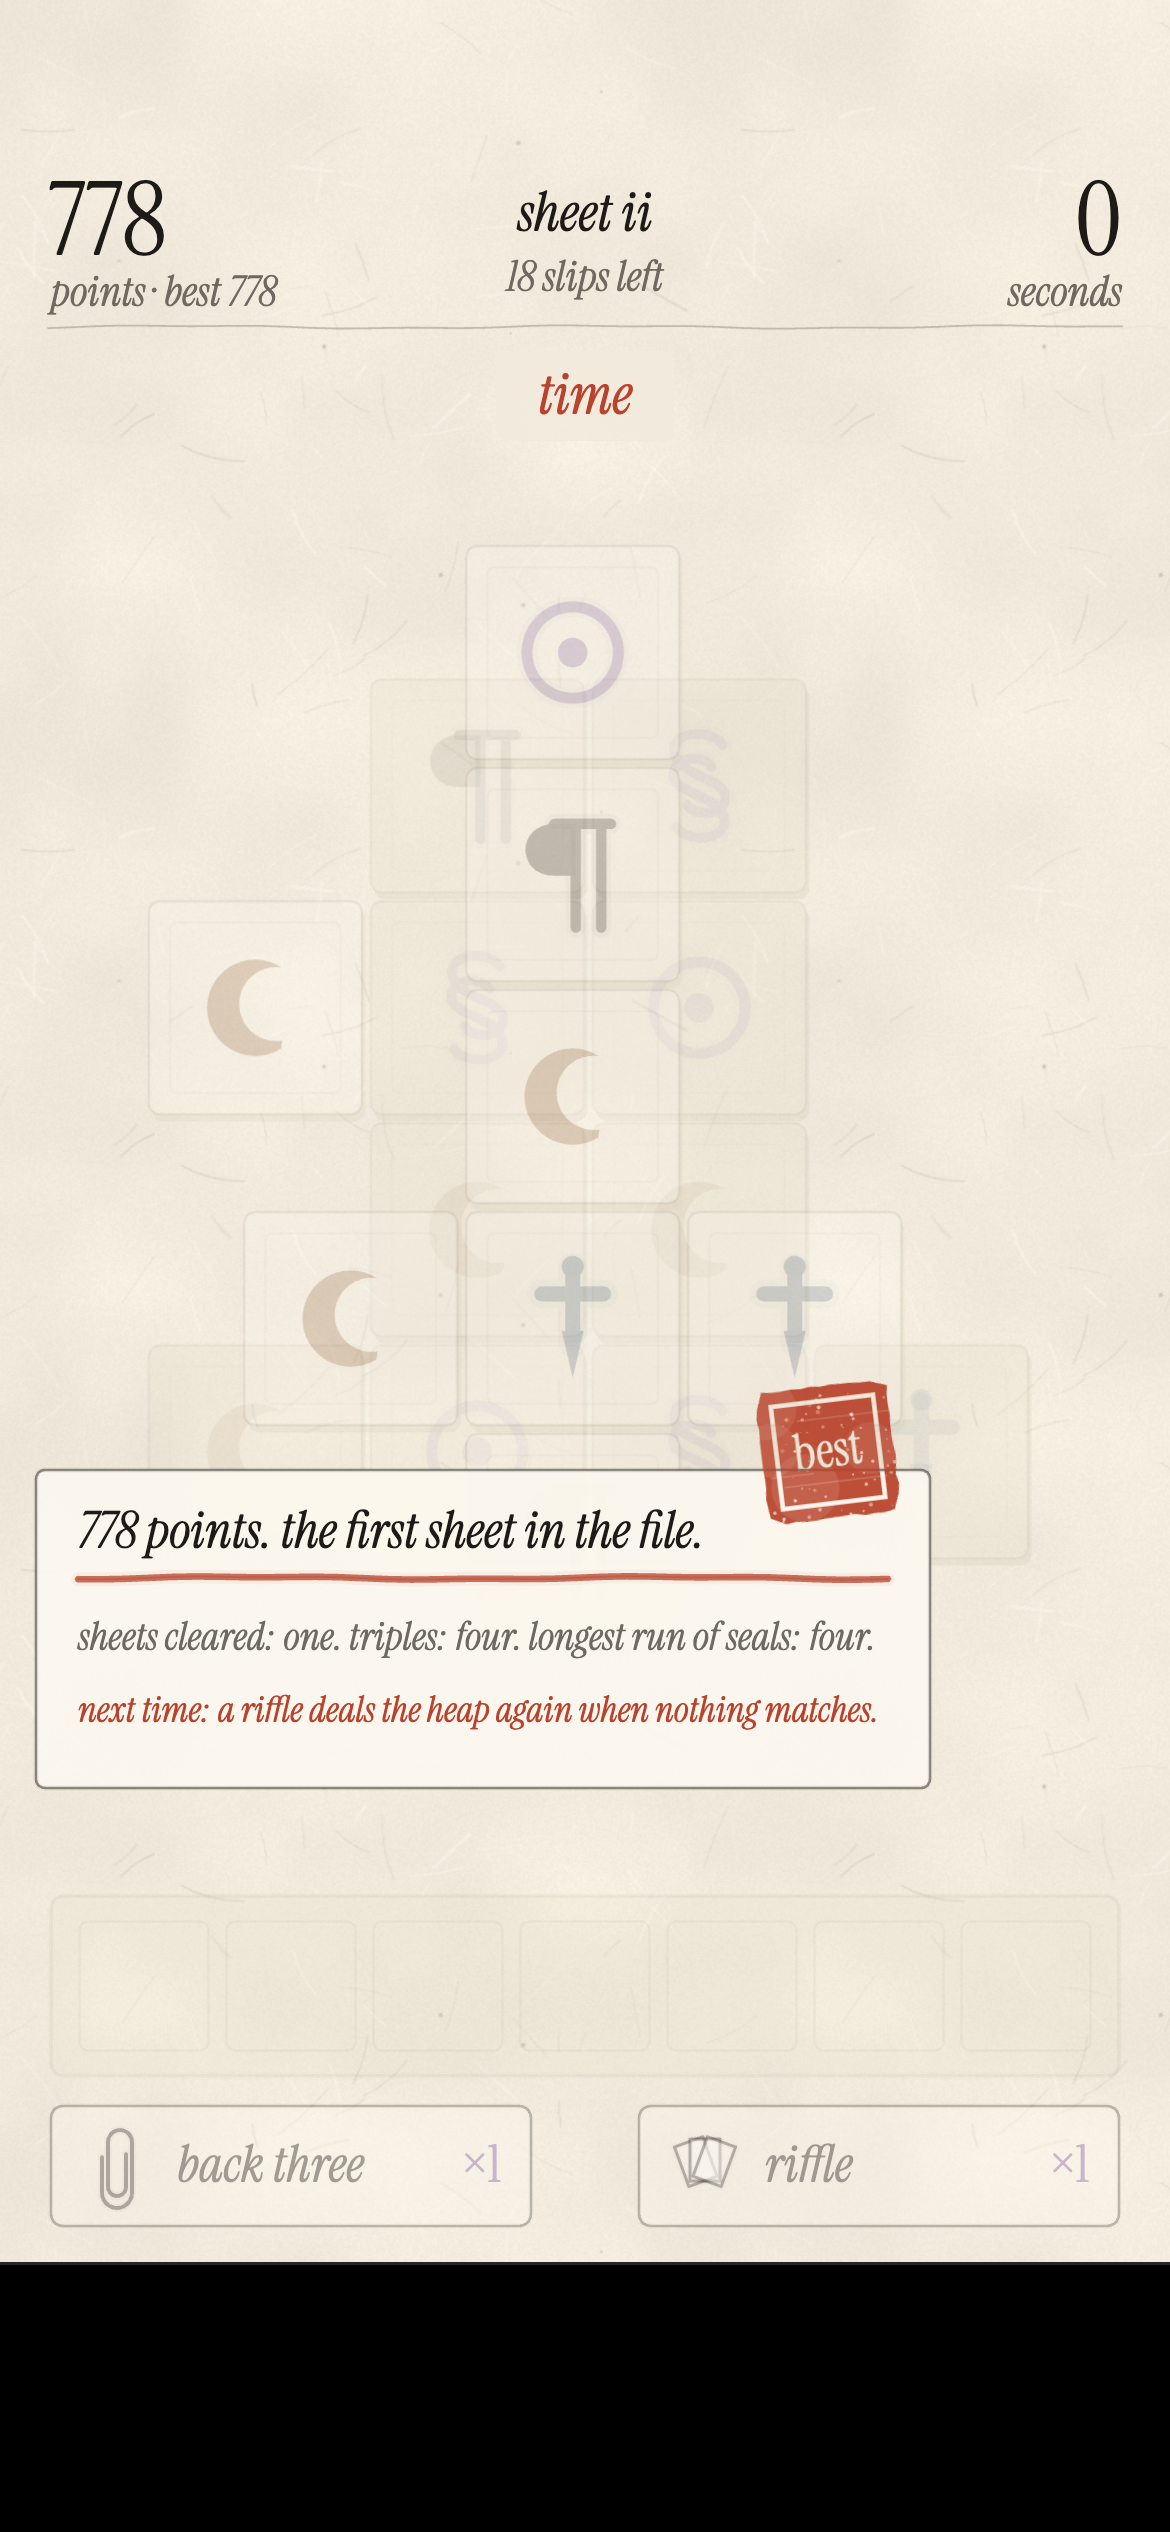 778
points · best 778
sheet ii
18 slips left
0
seconds
time
¶
§
¶
§
§
best
778 points. the first sheet in the file.
sheets cleared: one. triples: four. longest run of seals: four.
next time: a riffle deals the heap again when nothing matches.
back three ×1
riffle ×1